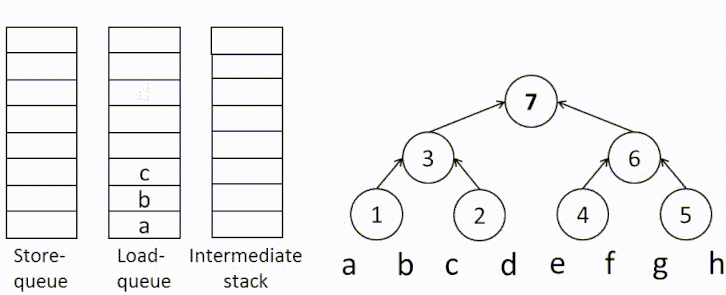 7
d
3
6
c
b
1
2
4
5
a
Store-
queue
Load-
queue
Intermediate
stack
a b c d e f g h